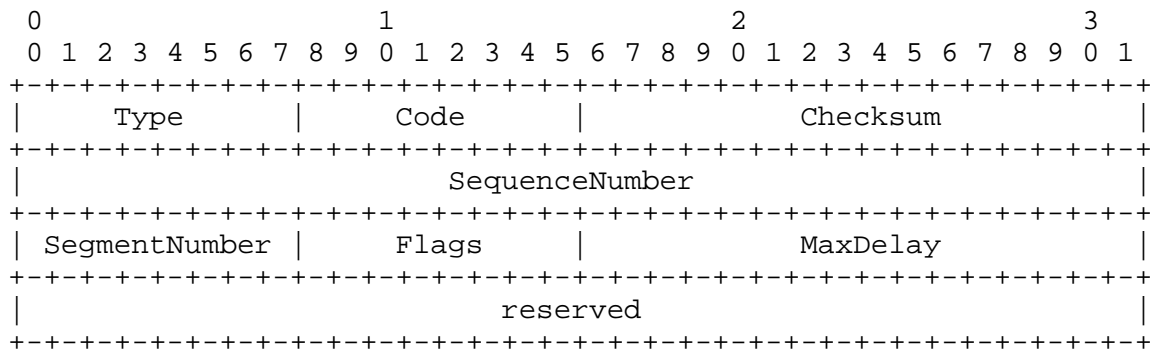 0                   1                   2                   3
 0 1 2 3 4 5 6 7 8 9 0 1 2 3 4 5 6 7 8 9 0 1 2 3 4 5 6 7 8 9 0 1
+-+-+-+-+-+-+-+-+-+-+-+-+-+-+-+-+-+-+-+-+-+-+-+-+-+-+-+-+-+-+-+-+
|     Type      |     Code      |            Checksum           |
+-+-+-+-+-+-+-+-+-+-+-+-+-+-+-+-+-+-+-+-+-+-+-+-+-+-+-+-+-+-+-+-+
|                        SequenceNumber                         |
+-+-+-+-+-+-+-+-+-+-+-+-+-+-+-+-+-+-+-+-+-+-+-+-+-+-+-+-+-+-+-+-+
| SegmentNumber |     Flags     |            MaxDelay           |
+-+-+-+-+-+-+-+-+-+-+-+-+-+-+-+-+-+-+-+-+-+-+-+-+-+-+-+-+-+-+-+-+
|                           reserved                            |
+-+-+-+-+-+-+-+-+-+-+-+-+-+-+-+-+-+-+-+-+-+-+-+-+-+-+-+-+-+-+-+-+